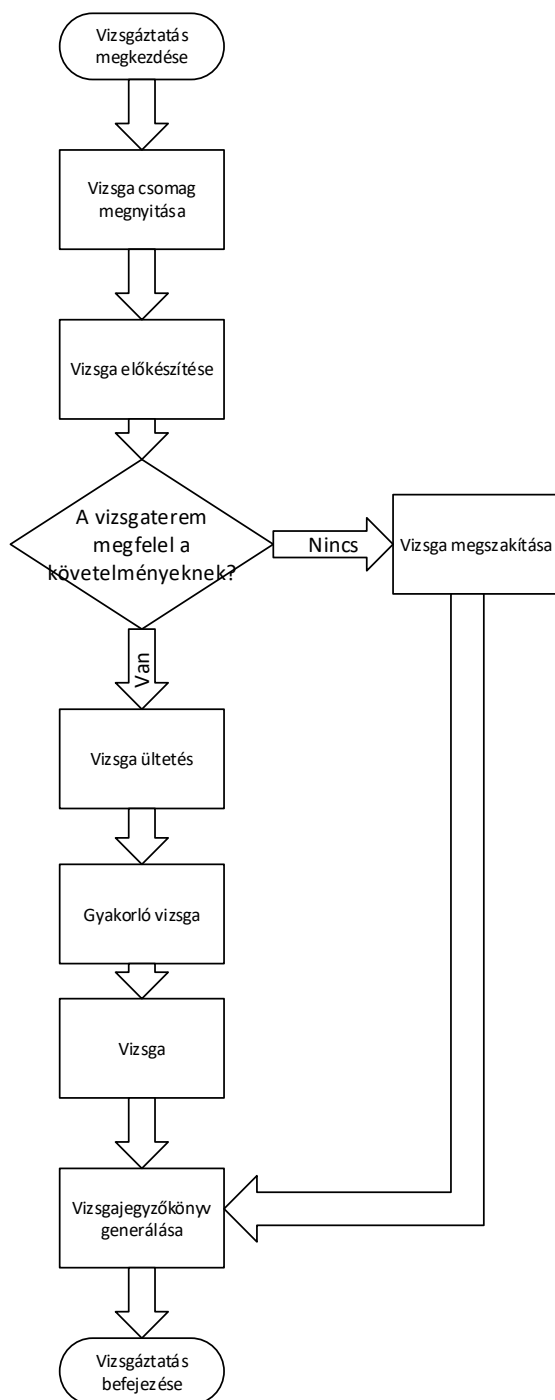 Vizsgáztatás
megkezdése
Vizsga csomag
megnyitása
Vizsga előkészítése
A vizsgaterem
megfelel a
követelményeknek?
Nincs
Vizsga megszakítása
Van
Vizsga ültetés
Gyakorló vizsga
Vizsga
Vizsgajegyzőkönyv
generálása
Vizsgáztatás
befejezése